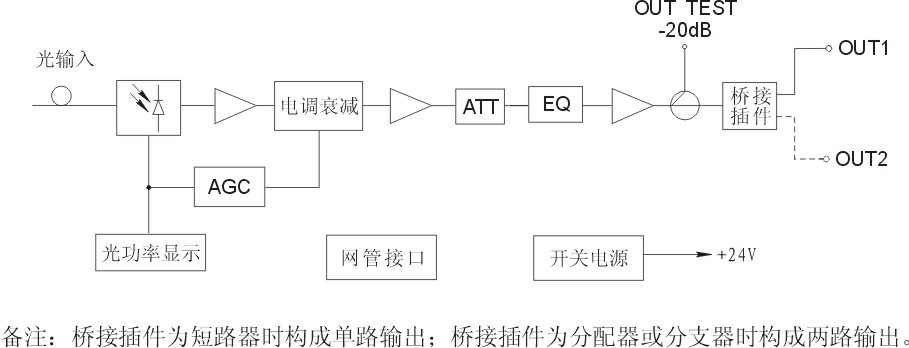 OUT TEST
-20dB
光输入
OUT1
电调衰减
ATT
EQ
桥接
插件
OUT2
AGC
光功率显示
网管接口
开关电源
+24V
备注：桥接插件为短路器时构成单路输出；桥接插件为分配器或分支器时构成两路输出。